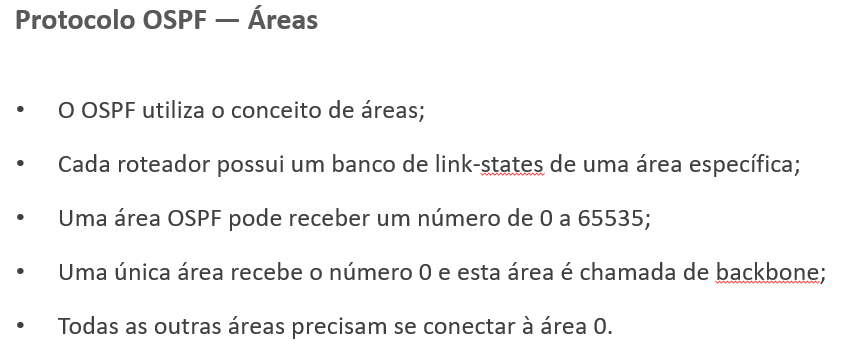 Protocolo OSPF — Áreas
• O OSPF utiliza o conceito de áreas;
• Cada roteador possui um banco de link-states de uma área específica;
• Uma área OSPF pode receber um número de 0 a 65535;
• Uma única área recebe o número 0 e esta área é chamada de backbone;
• Todas as outras áreas precisam se conectar à área 0.